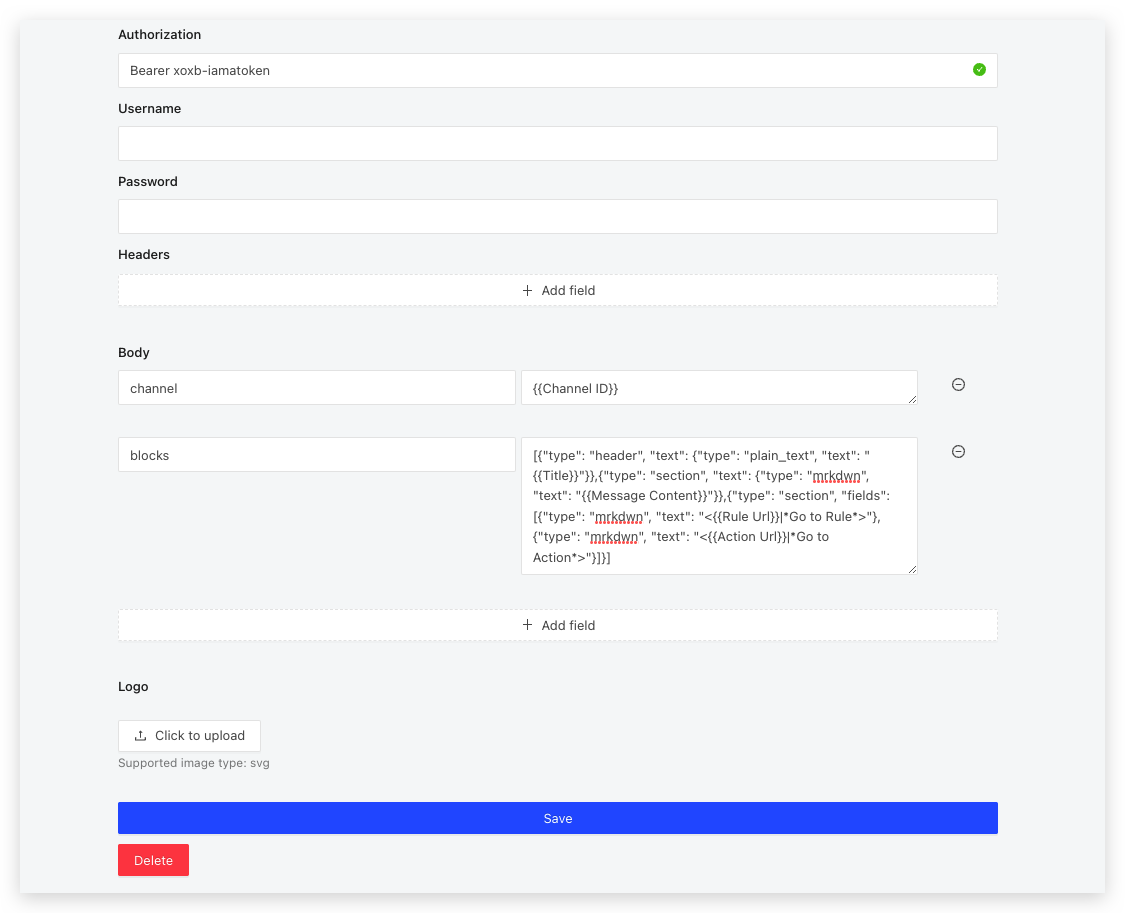 Authorization
Bearer xoxb-iamatoken
Username
Password
Headers
+ Add field
Body
channel
{{Channel ID}}
blocks
[{"type": "header", "text": {"type": "plain_text", "text": "
{{Title}}"}},{"type": "section", "text": {"type": "mrkdwn",
"text": "{{Message Content}}"}},{"type": "section", "fields":
[{"type": "mrkdwn", "text": "<{{Rule Url}}|*Go to Rule*>"},
{"type": "mrkdwn", "text": "<{{Action Url}}|*Go to
Action*>"}]}]
+ Add field
Logo
Click to upload
Supported image type: svg
Save
Delete